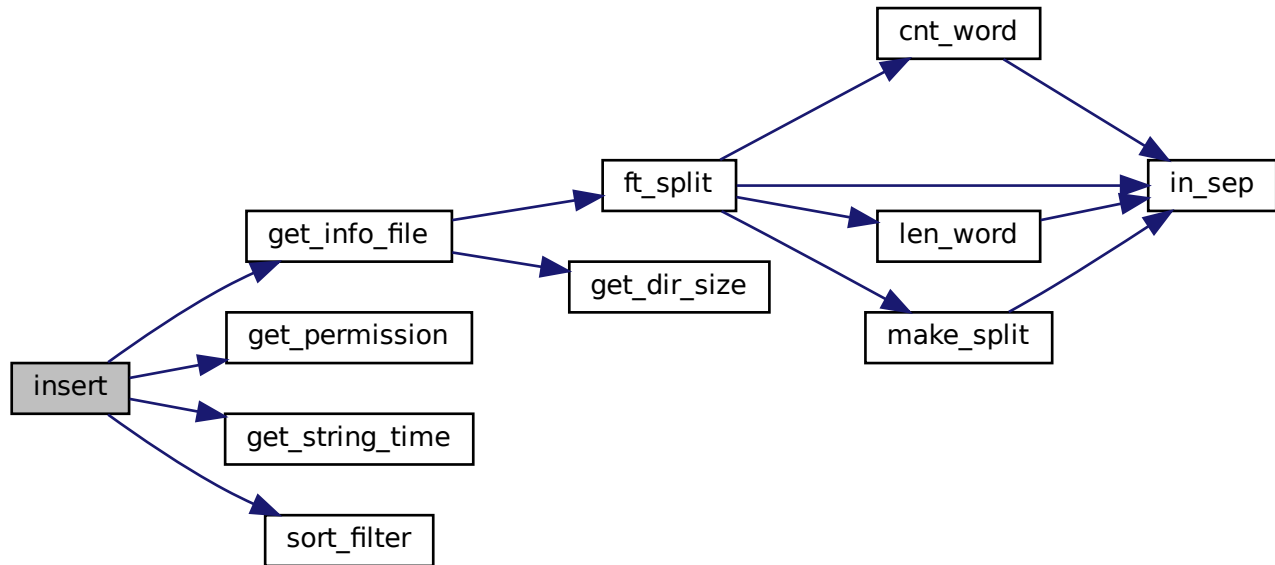 cnt_word
ft_split
in_sep
get_info_file
len_word
get_dir_size
get_permission
make_split
insert
get_string_time
sort_filter